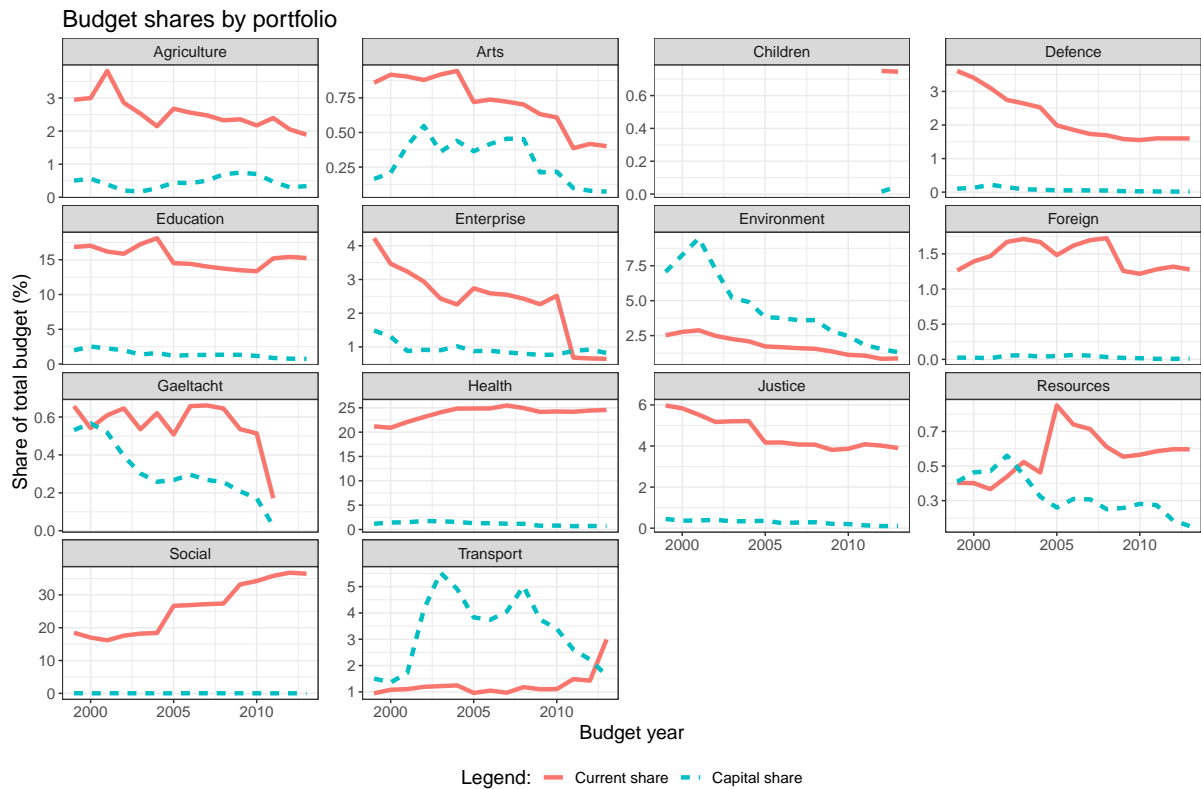 Budget shares by portfolio
Agriculture
Arts
Children
Defence
3
2
1
0
0.75
0.50
0.25
0.6
0.4
0.2
0.0
3
2
1
0
Education
Enterprise
Environment
Foreign
15
10
5
0
4
3
2
1
7.5
5.0
2.5
1.5
1.0
0.5
0.0
Gaeltacht
Health
Justice
Resources
0.6
0.4
0.2
0.0
25
20
15
10
5
0
6
4
2
0
0.7
0.5
0.3
2000 2005 2010
2000 2005 2010
Social
Transport
30
20
10
0
5
4
3
2
1
2000 2005 2010
2000 2005 2010
Share of total budget (%)
Budget year
Legend: Current share Capital share